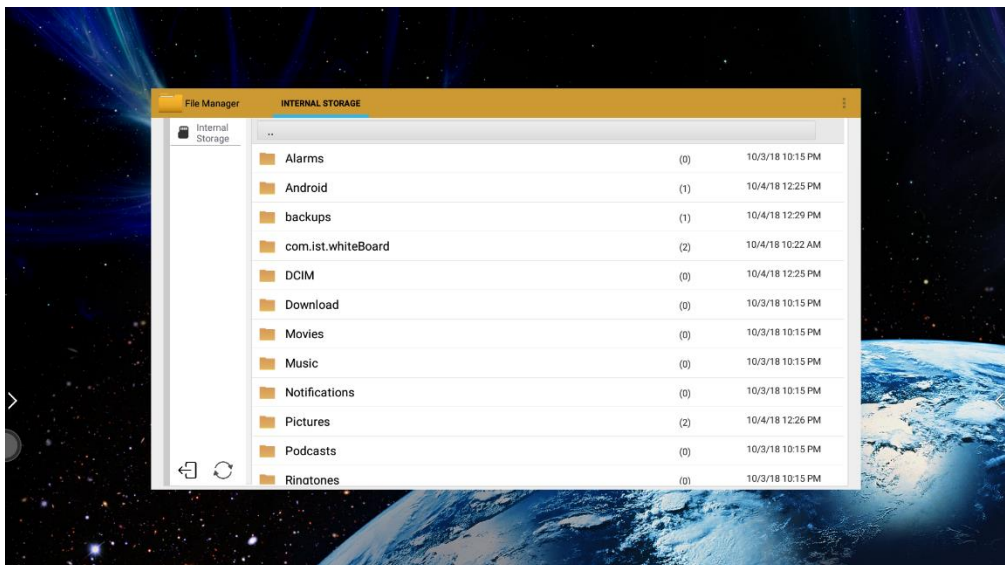 File Manager INTERNAL STORAGE
Internal
Storage
..
Alarms (0) 10/3/18 10:15 PM
Android (1) 10/4/18 12:25 PM
backups (1) 10/4/18 12:29 PM
com.ist.whiteBoard (2) 10/4/18 10:22 AM
DCIM (0) 10/4/18 12:25 PM
Download (0) 10/3/18 10:15 PM
Movies (0) 10/3/18 10:15 PM
Music (0) 10/3/18 10:15 PM
Notifications (0) 10/3/18 10:15 PM
Pictures (2) 10/4/18 12:26 PM
Podcasts (0) 10/3/18 10:15 PM
Ringtones (0) 10/3/18 10:15 PM